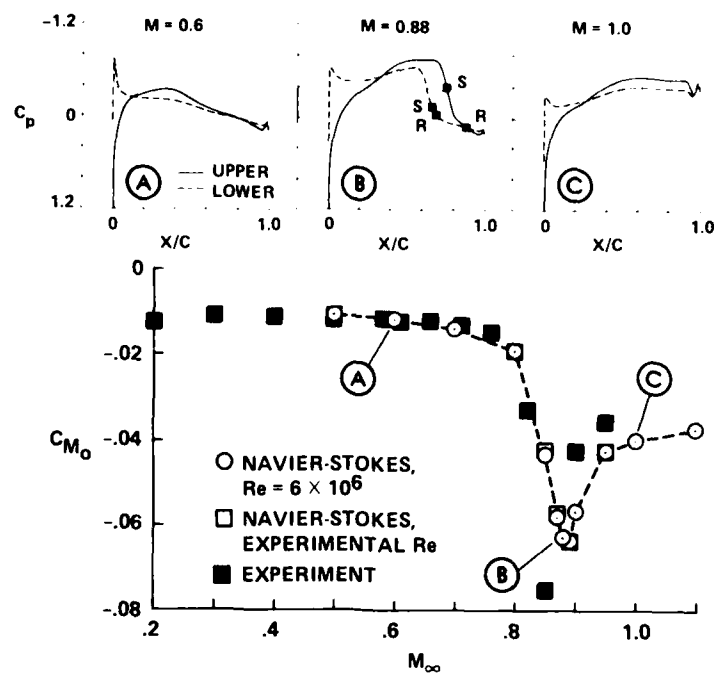 M = 0.6
M = 0.88
M = 1.0
-1.2
Cp
0
1.2
UPPER
LOWER
A
S
S
R
R
B
C
0 1.0
0 1.0
0 1.0
X/C
X/C
X/C
0
-.02
-.04
-.06
-.08
CMo
A
C
B
NAVIER-STOKES,
Re = 6 × 10⁶
NAVIER-STOKES,
EXPERIMENTAL Re
EXPERIMENT
.2 .4 .6 .8 1.0
M∞